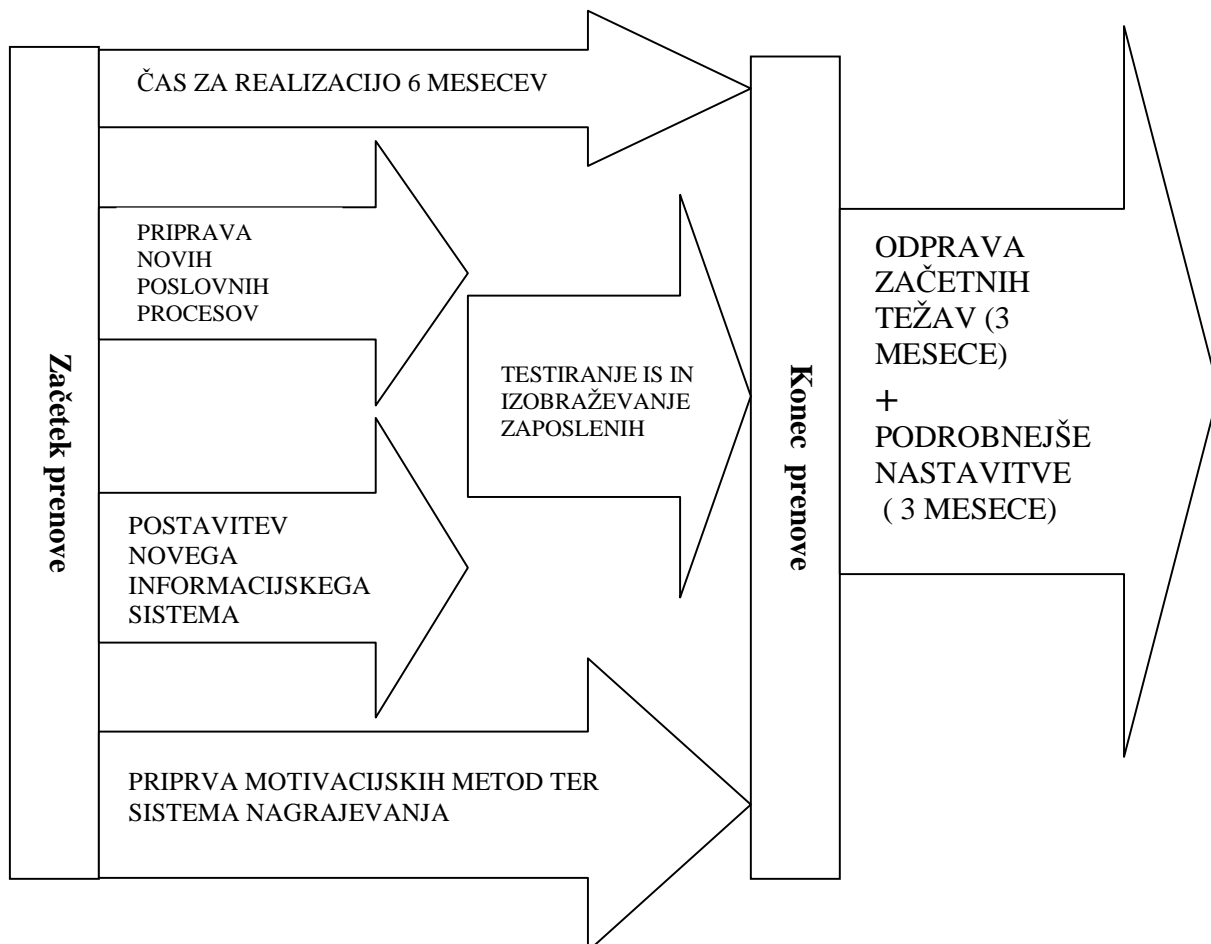 Začetek prenove
ČAS ZA REALIZACIJO 6 MESECEV
PRIPRAVA
NOVIH
POSLOVNIH
PROCESOV
POSTAVITEV
NOVEGA
INFORMACIJSKEGA
SISTEMA
TESTIRANJE IS IN
IZOBRAŽEVANJE
ZAPOSLENIH
PRIPRVA MOTIVACIJSKIH METOD TER
SISTEMA NAGRAJEVANJA
Konec prenove
ODPRAVA
ZAČETNIH
TEŽAV (3
MESECE)
+
PODROBNEJŠE
NASTAVITVE
( 3 MESECE)